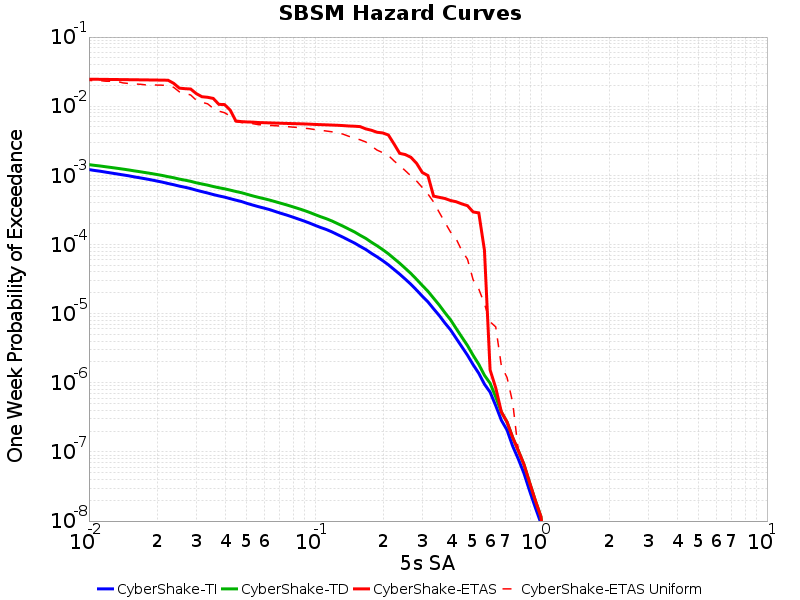 SBSM Hazard Curves
One Week Probability of Exceedance
10^-1
10^-2
10^-3
10^-4
10^-5
10^-6
10^-7
10^-8
10^-2 2 3 4 5 6 10^-1 2 3 4 5 6 7 10^0 2 3 4 5 6 7 10^1
5s SA
CyberShake-TI CyberShake-TD CyberShake-ETAS CyberShake-ETAS Uniform